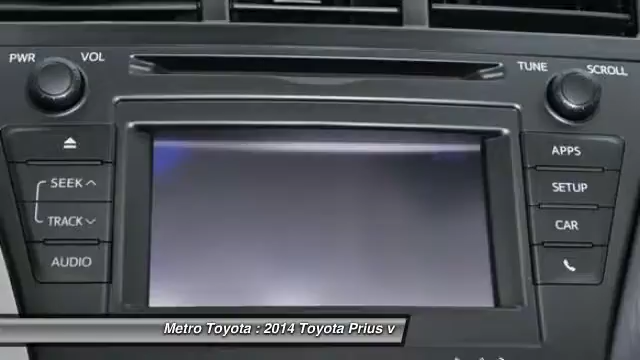 PWR VOL
TUNE SCROLL
SEEK
TRACK
AUDIO
APPS
SETUP
CAR
Metro Toyota : 2014 Toyota Prius v